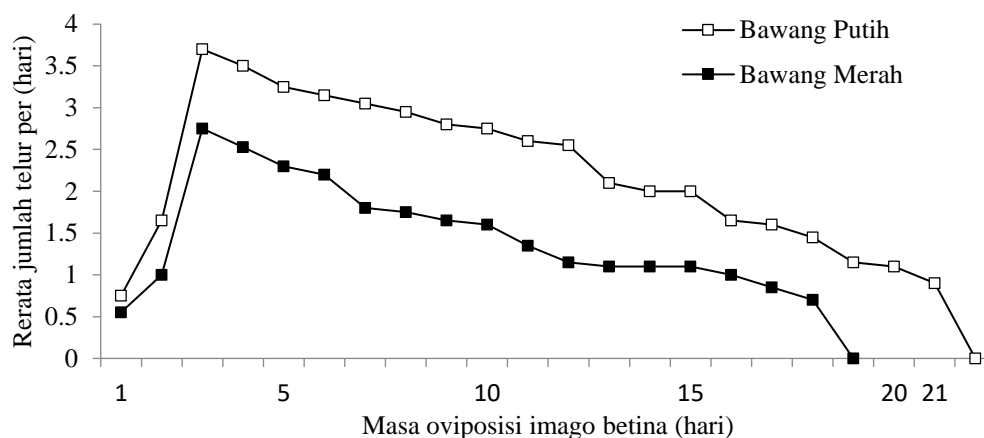 Bawang Putih
Bawang Merah
Rerata jumlah telur per (hari)
4
3.5
3
2.5
2
1.5
1
0.5
0
1 5 10 15 20 21
Masa oviposisi imago betina (hari)